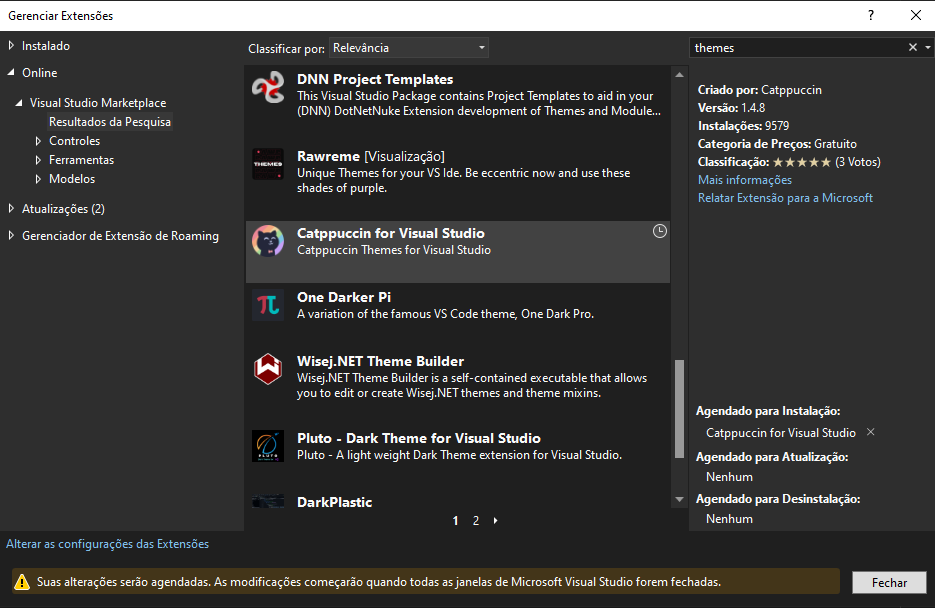 Gerenciar Extensões
?
Instalado
Online
Visual Studio Marketplace
Resultados da Pesquisa
Controles
Ferramentas
Modelos
Atualizações (2)
Gerenciador de Extensão de Roaming
Classificar por: Relevância
DNN Project Templates
This Visual Studio Package contains Project Templates to aid in your
(DNN) DotNetNuke Extension development of Themes and Module...
THEMES
Rawreme [Visualização]
Unique Themes for your VS Ide. Be eccentric now and use these
shades of purple.
Catppuccin for Visual Studio
Catppuccin Themes for Visual Studio
One Darker Pi
A variation of the famous VS Code theme, One Dark Pro.
Wisej.NET Theme Builder
Wisej.NET Theme Builder is a self-contained executable that allows
you to edit or create Wisej.NET themes and theme mixins.
PLUTO
Pluto - Dark Theme for Visual Studio
Pluto - A light weight Dark Theme extension for Visual Studio.
DarkPlastic
1 2
themes
Criado por: Catppuccin
Versão: 1.4.8
Instalações: 9579
Categoria de Preços: Gratuito
Classificação: ★★★★★ (3 Votos)
Mais informações
Relatar Extensão para a Microsoft
Agendado para Instalação:
Catppuccin for Visual Studio
Agendado para Atualização:
Nenhum
Agendado para Desinstalação:
Nenhum
Alterar as configurações das Extensões
Suas alterações serão agendadas. As modificações começarão quando todas as janelas de Microsoft Visual Studio forem fechadas.
Fechar